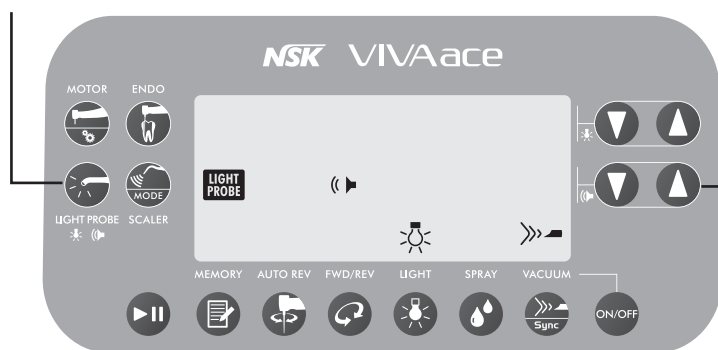 NSK VIVAace
MOTOR ENDO
MODE
LIGHT PROBE SCALER
LIGHT
PROBE
MEMORY AUTO REV FWD/REV LIGHT SPRAY VACUUM
Sync
ON/OFF